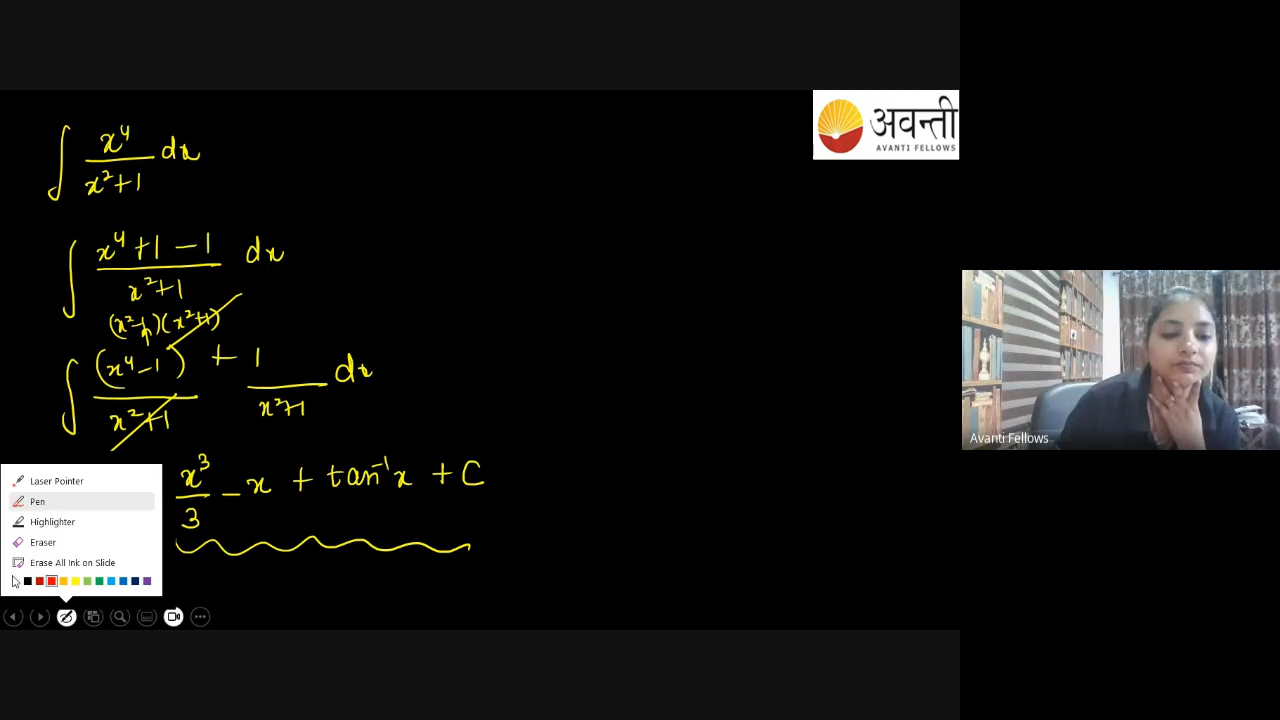 ∫ x⁴/(x²+1) dx
अवन्ती
AVANTI FELLOWS
∫ (x⁴+1-1)/(x²+1) dx
(x²-1)(x²+1)
∫ (x⁴-1)/(x²+1) + 1/(x²+1) dx
x³/3 - x + tan⁻¹x + C
Avanti Fellows
Laser Pointer
Pen
Highlighter
Eraser
Erase All Ink on Slide